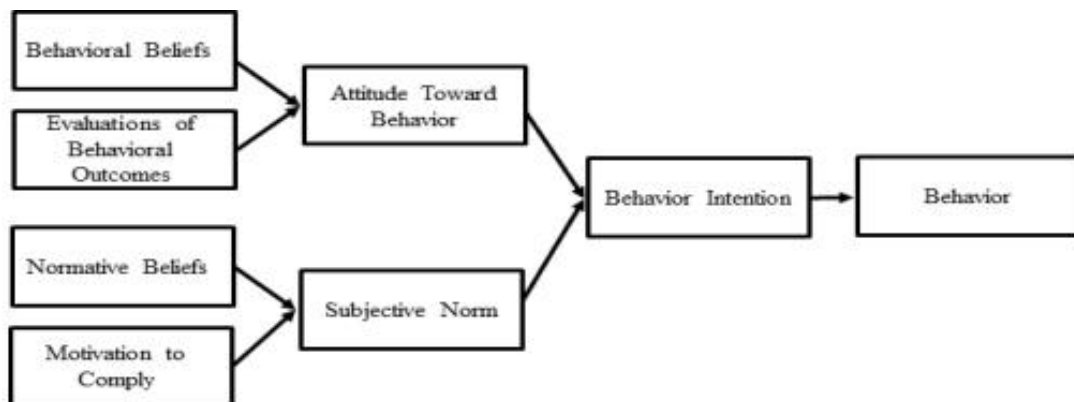 Behavioral Beliefs
Evaluations of
Behavioral
Outcomes
Attitude Toward
Behavior
Normative Beliefs
Motivation to
Comply
Subjective Norm
Behavior Intention
Behavior